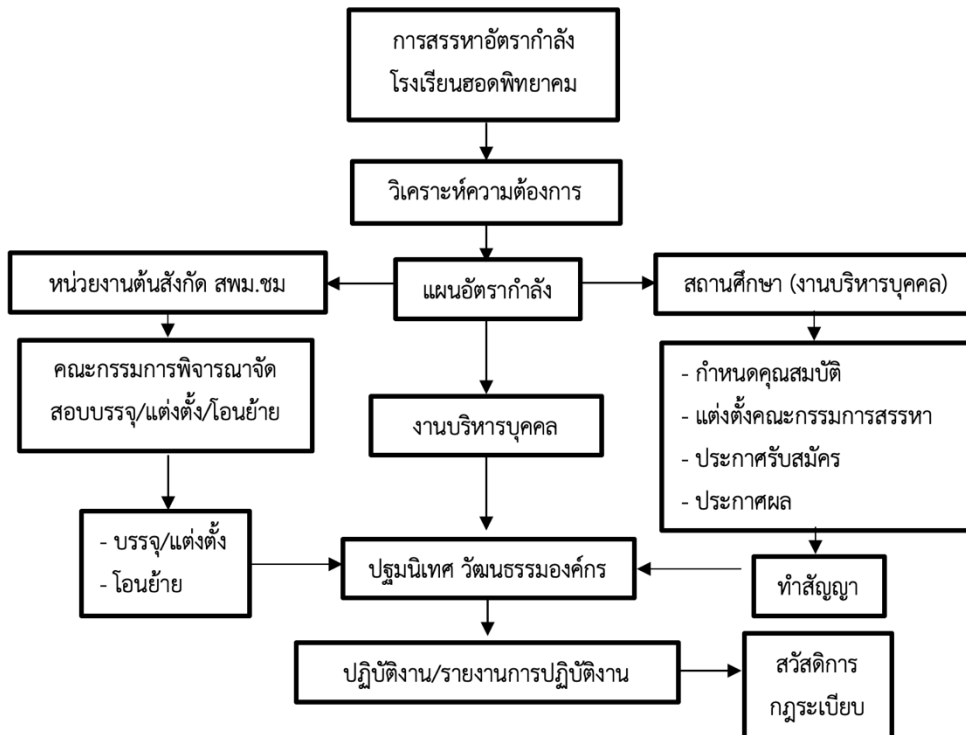 การสรรหาอัตรากำลัง
โรงเรียนฮอดพิทยาคม
วิเคราะห์ความต้องการ
หน่วยงานต้นสังกัด สพม.ชม
แผนอัตรากำลัง
สถานศึกษา (งานบริหารบุคคล)
คณะกรรมการพิจารณาจัด
สอบบรรจุ/แต่งตั้ง/โอนย้าย
งานบริหารบุคคล
- กำหนดคุณสมบัติ
- แต่งตั้งคณะกรรมการสรรหา
- ประกาศรับสมัคร
- ประกาศผล
- บรรจุ/แต่งตั้ง
- โอนย้าย
ปฐมนิเทศ วัฒนธรรมองค์กร
ทำสัญญา
ปฏิบัติงาน/รายงานการปฏิบัติงาน
สวัสดิการ
กฎระเบียบ